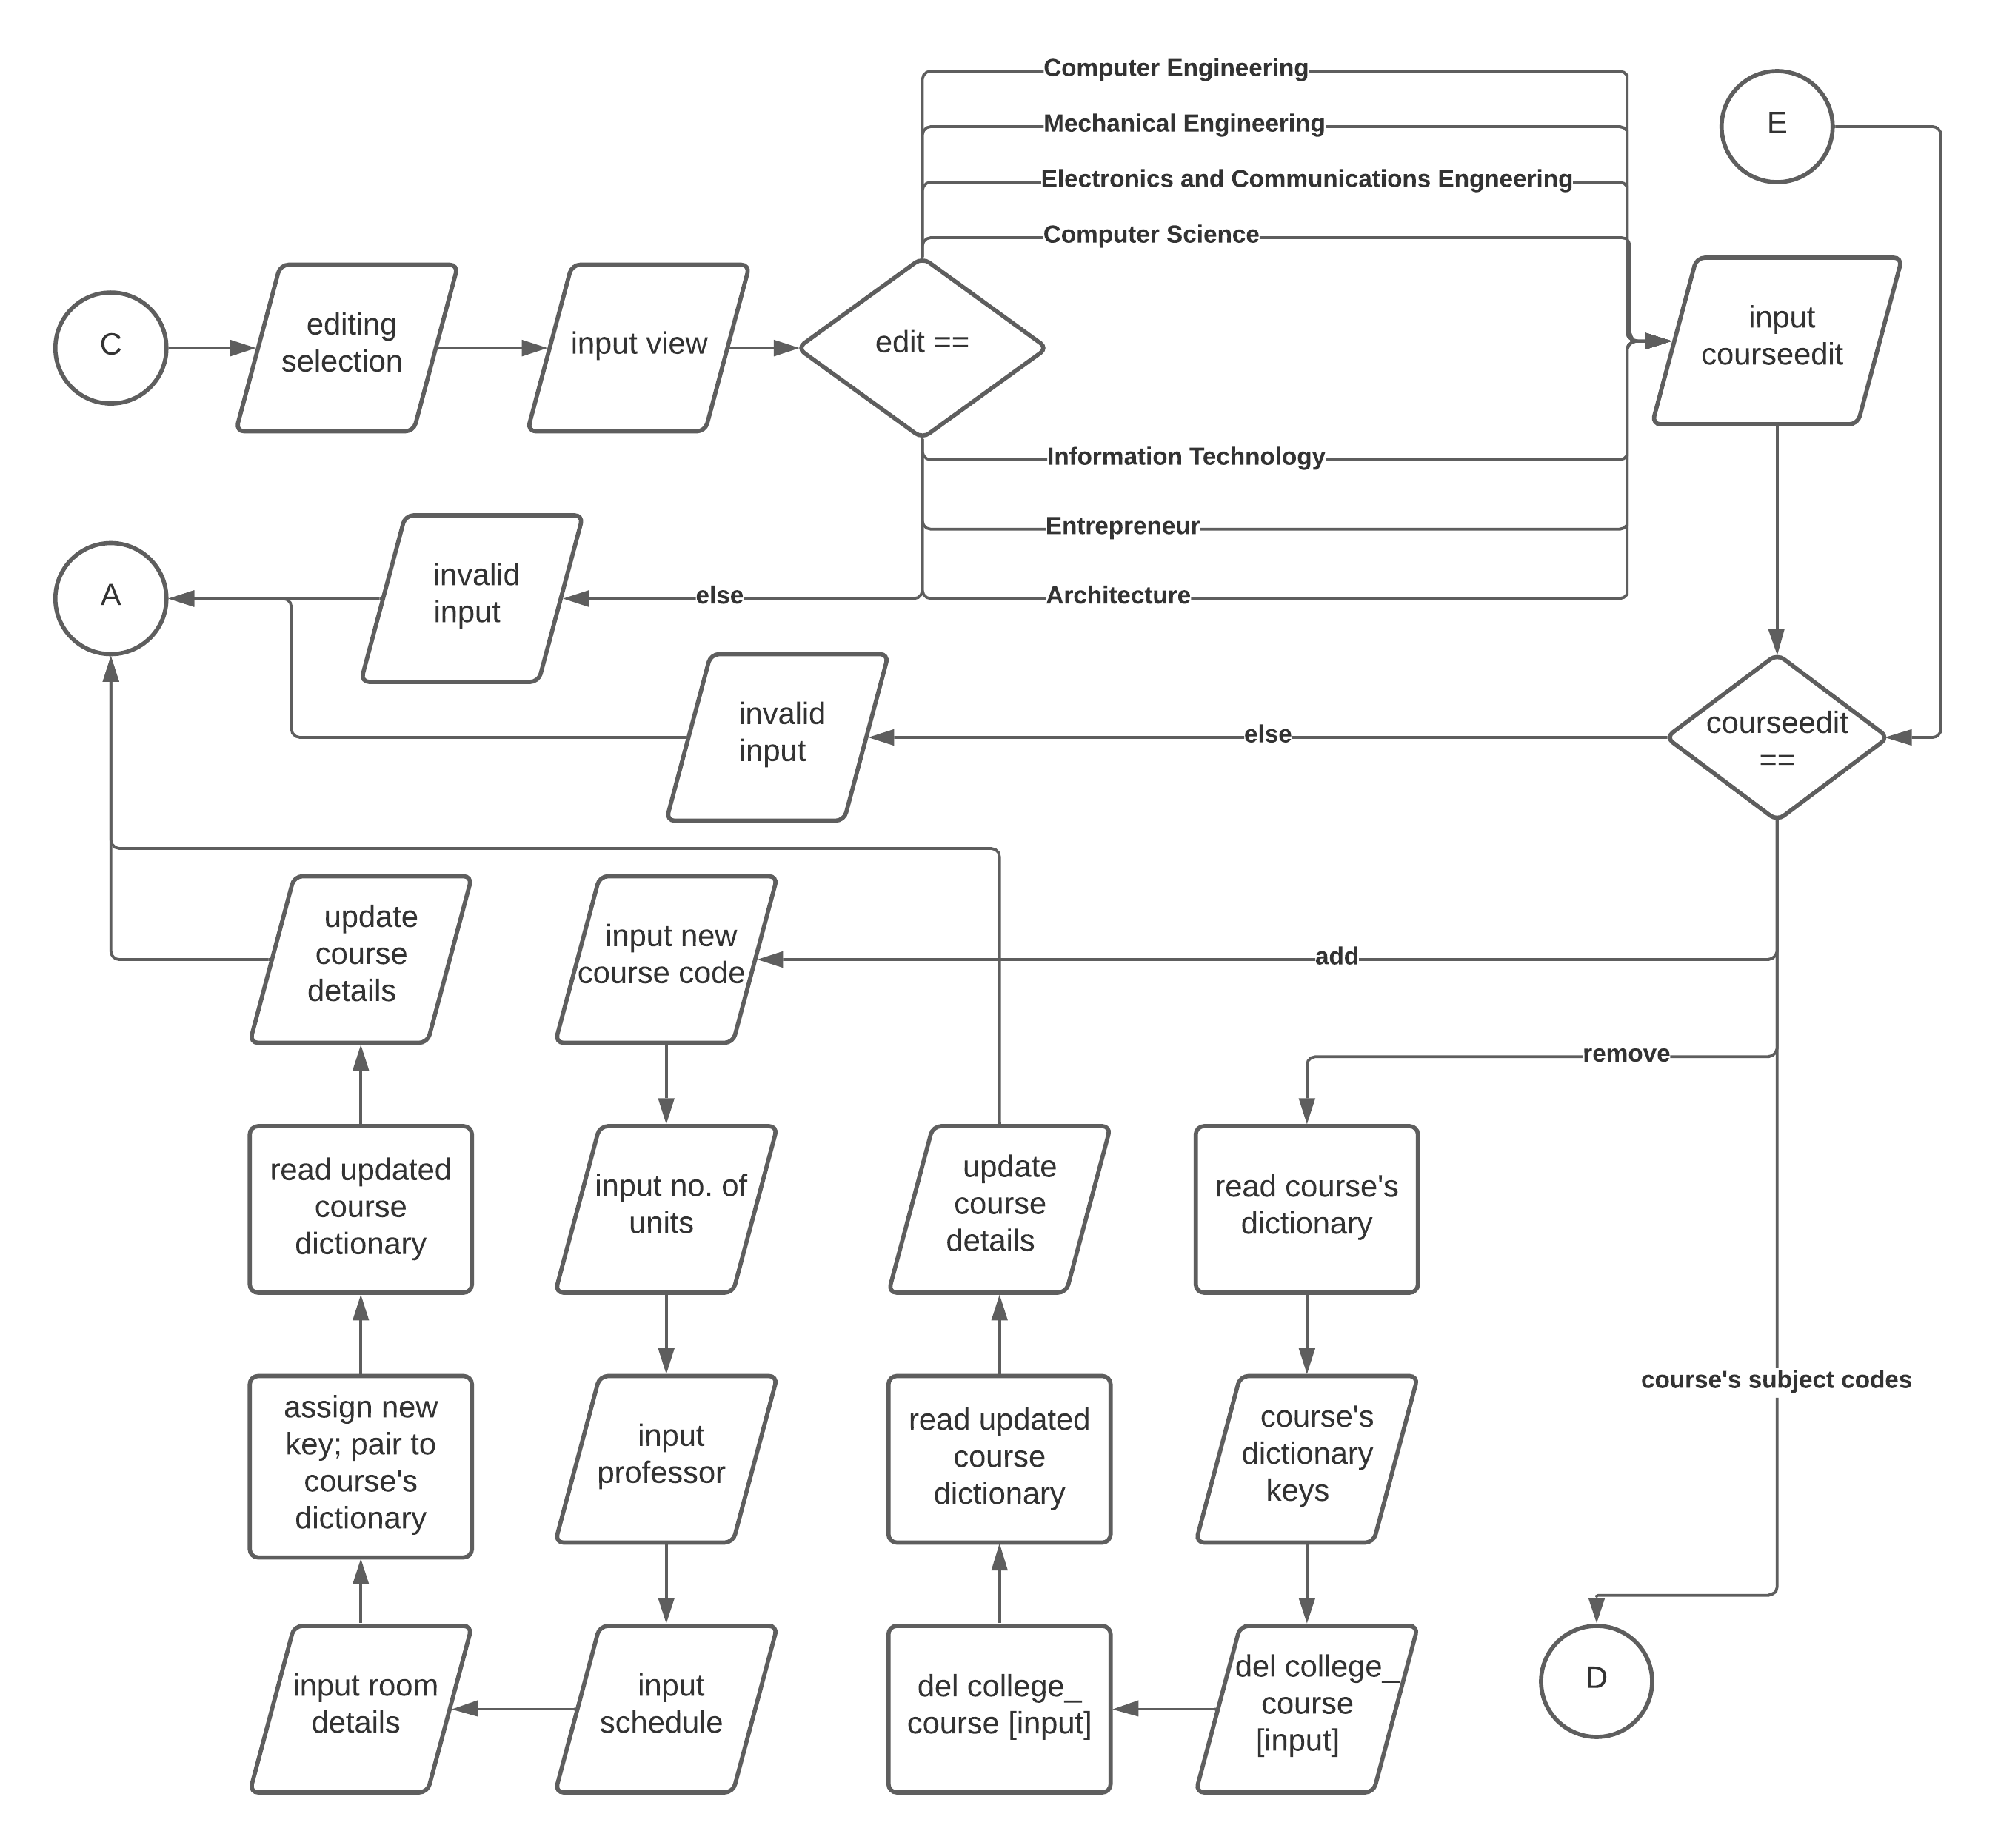 Computer Engineering
Mechanical Engineering
E
Electronics and Communications Engneering
Computer Science
C
editing
selection
input view
edit ==
input
courseedit
Information Technology
Entrepreneur
A
invalid
input
else
Architecture
invalid
input
else
courseedit
==
update
course
details
input new
course code
add
remove
read updated
course
dictionary
input no. of
units
update
course
details
read course's
dictionary
course's subject codes
assign new
key; pair to
course's
dictionary
input
professor
read updated
course
dictionary
course's
dictionary
keys
input room
details
input
schedule
del college_
course [input]
del college_
course
[input]
D